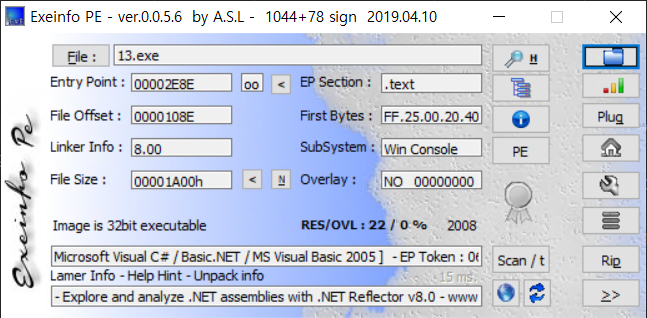 Exeinfo PE - ver.0.0.5.6 by A.S.L - 1044+78 sign 2019.04.10
Exeinfo Pe
File : 13.exe H
Entry Point : 00002E8E oo < EP Section : .text
File Offset : 0000108E First Bytes : FF.25.00.20.40 Plug
Linker Info : 8.00 SubSystem : Win Console PE
File Size : 00001A00h < N Overlay : NO 00000000
Image is 32bit executable RES/OVL : 22 / 0 % 2008
Microsoft Visual C# / Basic.NET / MS Visual Basic 2005 ] - EP Token : 06 Scan / t Rip
Lamer Info - Help Hint - Unpack info 15 ms.
- Explore and analyze .NET assemblies with .NET Reflector v8.0 - www >>